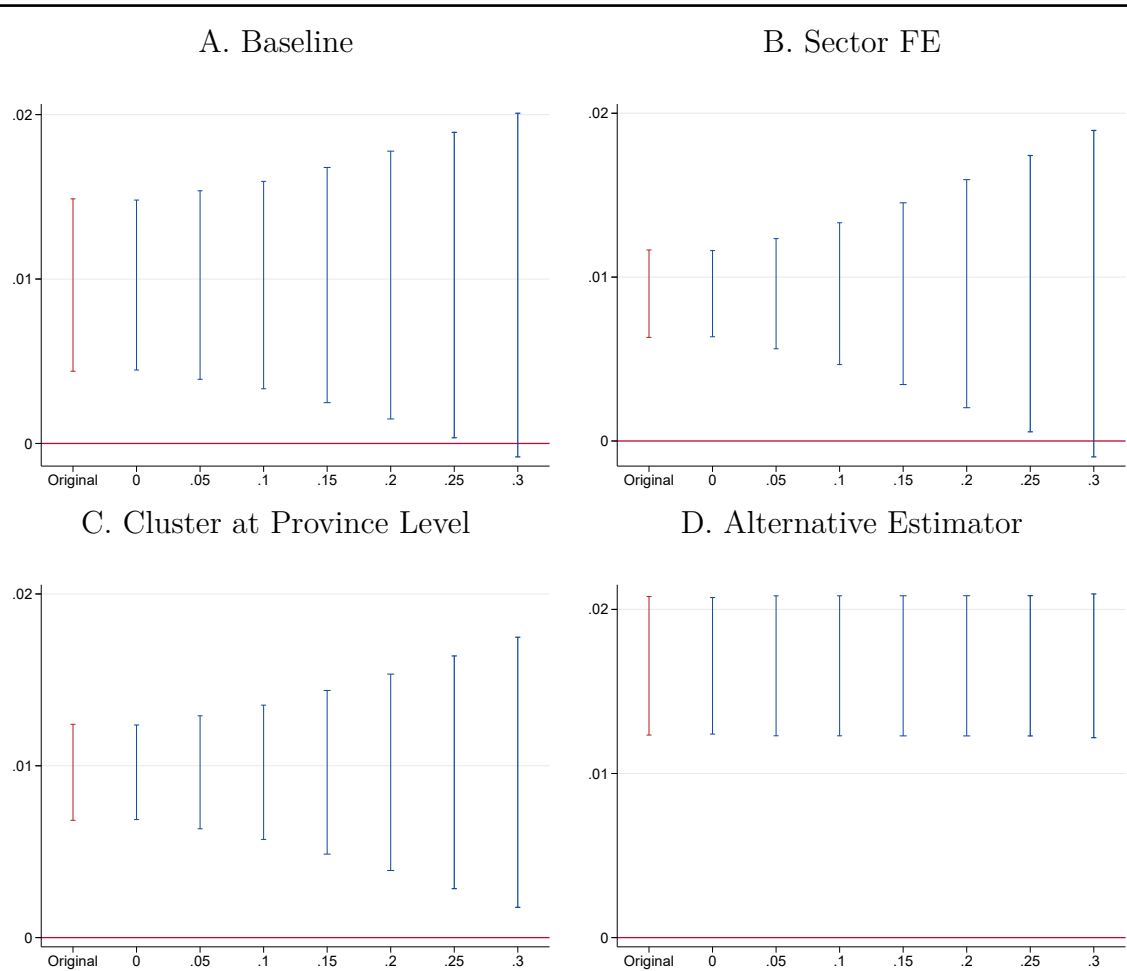 A. Baseline
.02
.01
0
Original 0 .05 .1 .15 .2 .25 .3
B. Sector FE
.02
.01
0
Original 0 .05 .1 .15 .2 .25 .3
C. Cluster at Province Level
.02
.01
0
Original 0 .05 .1 .15 .2 .25 .3
D. Alternative Estimator
.02
.01
0
Original 0 .05 .1 .15 .2 .25 .3